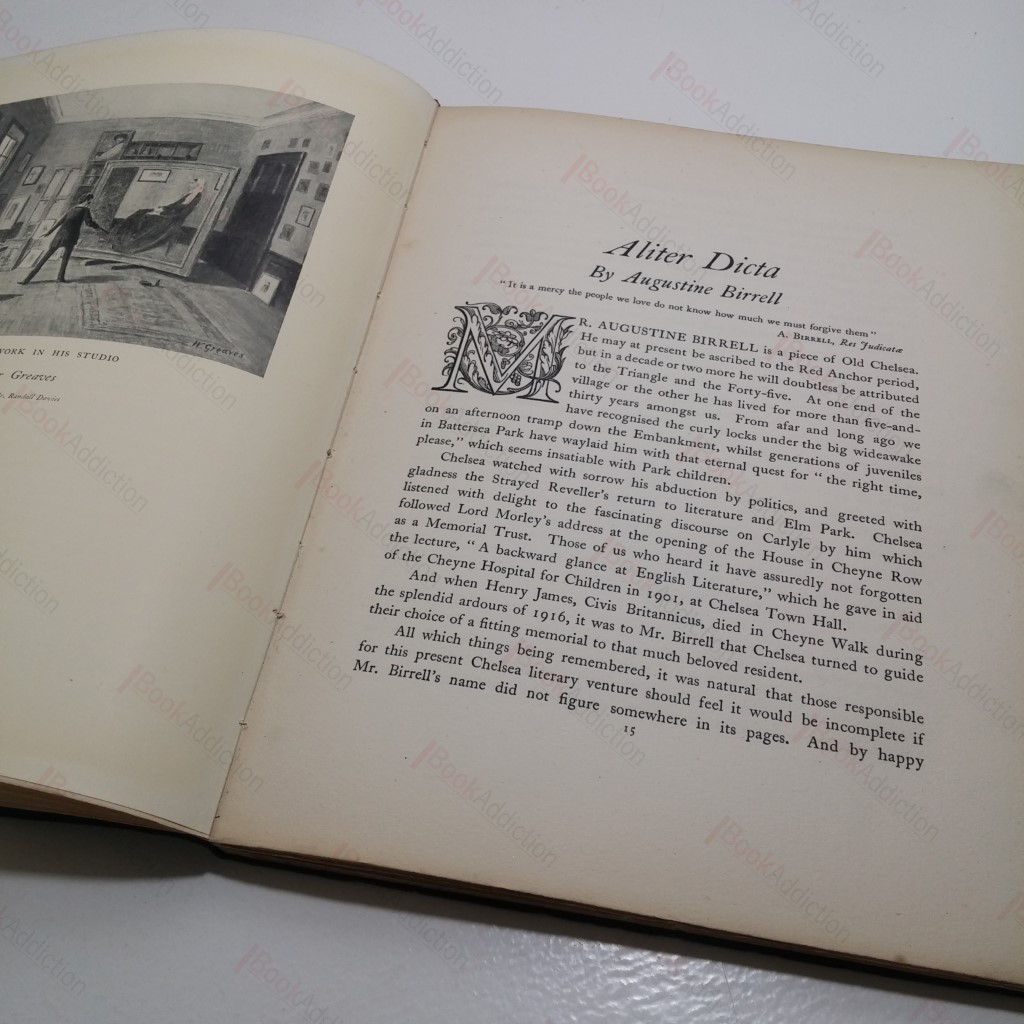 W. Greaves
WORK IN HIS STUDIO
Greaves
Randall Davies
Aliter Dicta
By Augustine Birrell
“It is a mercy the people we love do not know how much we must forgive them”
A. BIRRELL, Res Judicatæ
MR. AUGUSTINE BIRRELL is a piece of Old Chelsea.
He may at present be ascribed to the Red Anchor period,
but in a decade or two more he will doubtless be attributed
to the Triangle and the Forty-five. At one end of the
village or the other he has lived for more than five-and-
thirty years amongst us. From afar and long ago we
have recognised the curly locks under the big wideawake
on an afternoon tramp down the Embankment, whilst generations of juveniles
in Battersea Park have waylaid him with that eternal quest for “ the right time,
please,” which seems insatiable with Park children.
Chelsea watched with sorrow his abduction by politics, and greeted with
gladness the Strayed Reveller's return to literature and Elm Park. Chelsea
listened with delight to the fascinating discourse on Carlyle by him which
followed Lord Morley's address at the opening of the House in Cheyne Row
as a Memorial Trust. Those of us who heard it have assuredly not forgotten
the lecture, “ A backward glance at English Literature,” which he gave in aid
of the Cheyne Hospital for Children in 1901, at Chelsea Town Hall.
And when Henry James, Civis Britannicus, died in Cheyne Walk during
the splendid ardours of 1916, it was to Mr. Birrell that Chelsea turned to guide
their choice of a fitting memorial to that much beloved resident.
All which things being remembered, it was natural that those responsible
for this present Chelsea literary venture should feel it would be incomplete if
Mr. Birrell's name did not figure somewhere in its pages. And by happy
15
BookAddiction